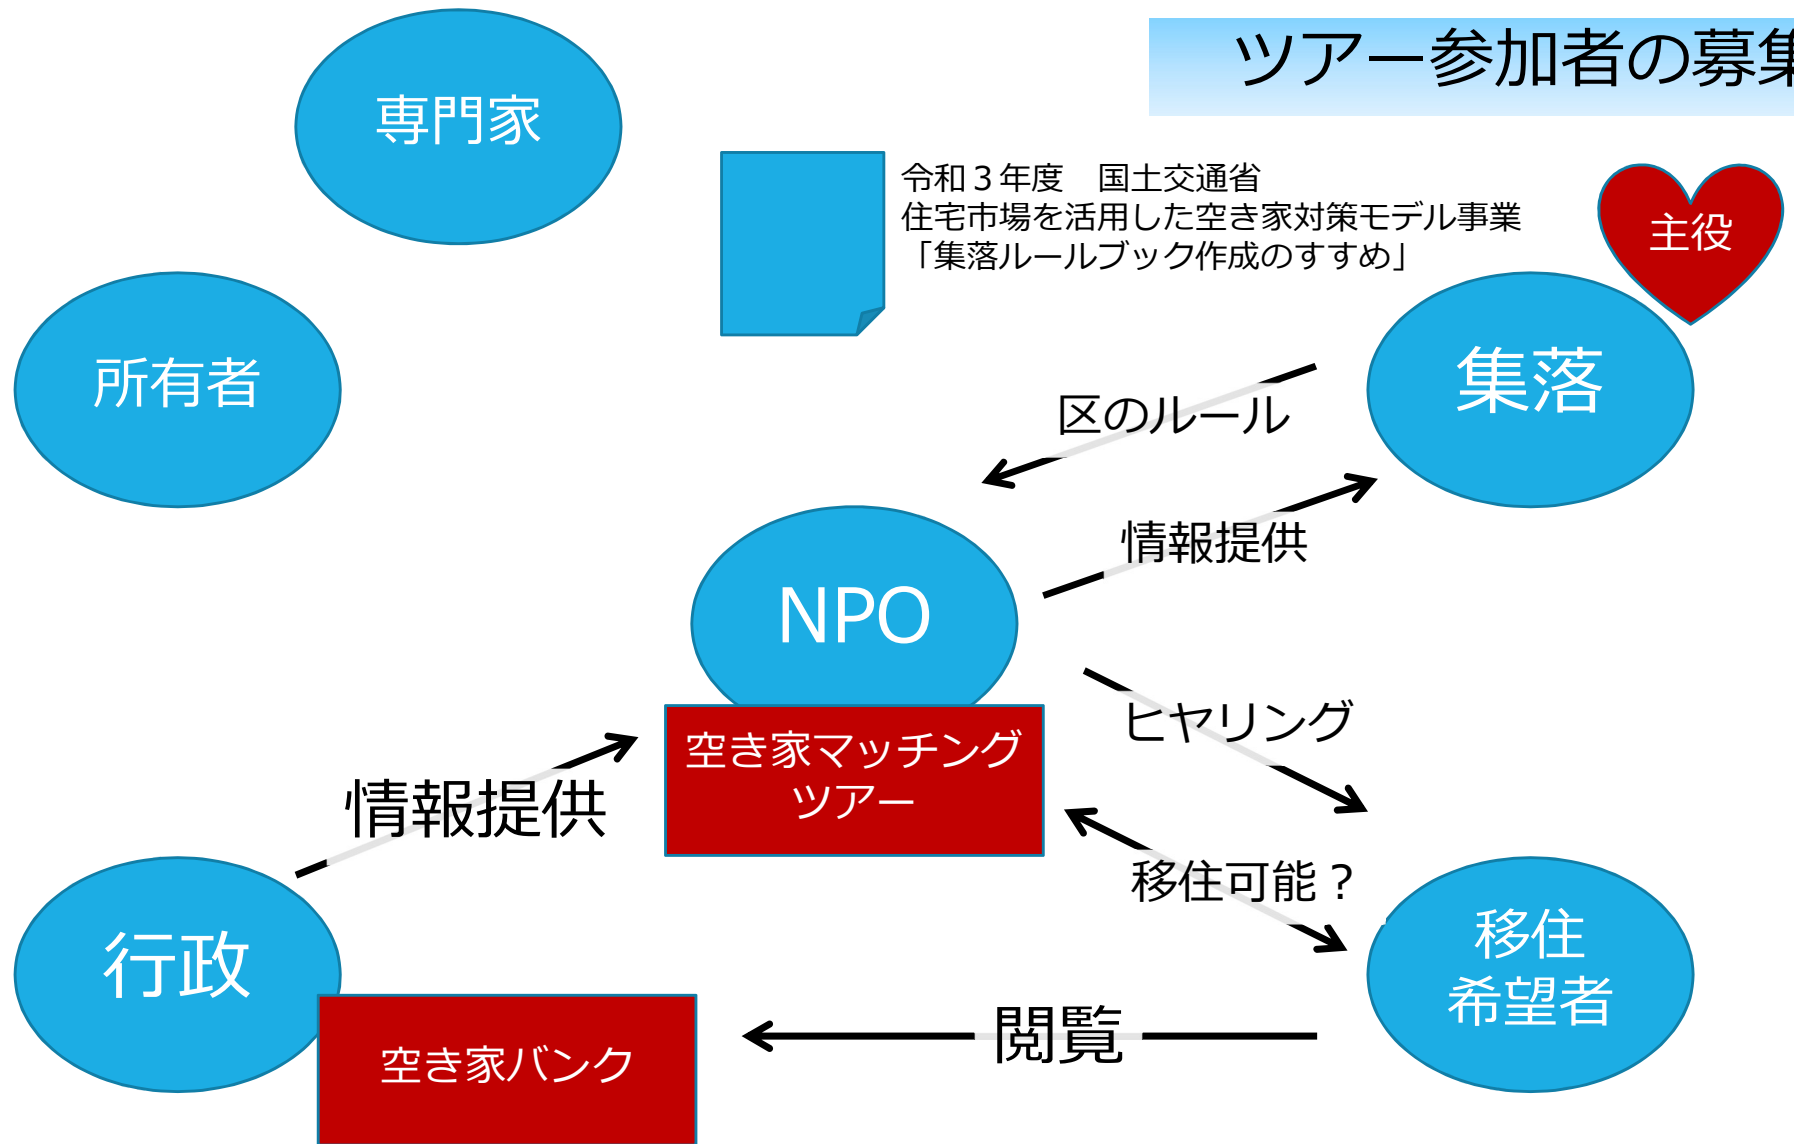 ツアー参加者の募集
専門家
令和３年度　国土交通省
住宅市場を活用した空き家対策モデル事業
「集落ルールブック作成のすすめ」
主役
所有者
集落
区のルール
情報提供
NPO
ヒヤリング
空き家マッチング
ツアー
情報提供
移住可能？
行政
移住
希望者
閲覧
空き家バンク